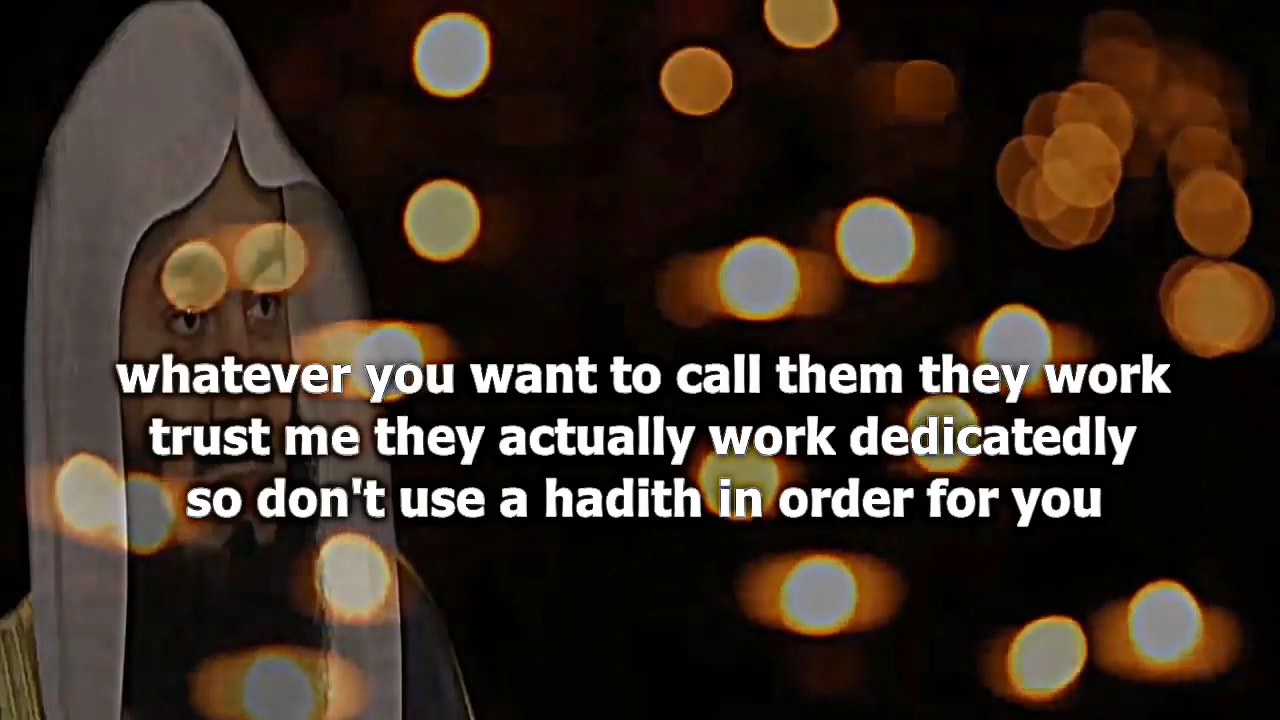 whatever you want to call them they work
trust me they actually work dedicatedly
so don't use a hadith in order for you